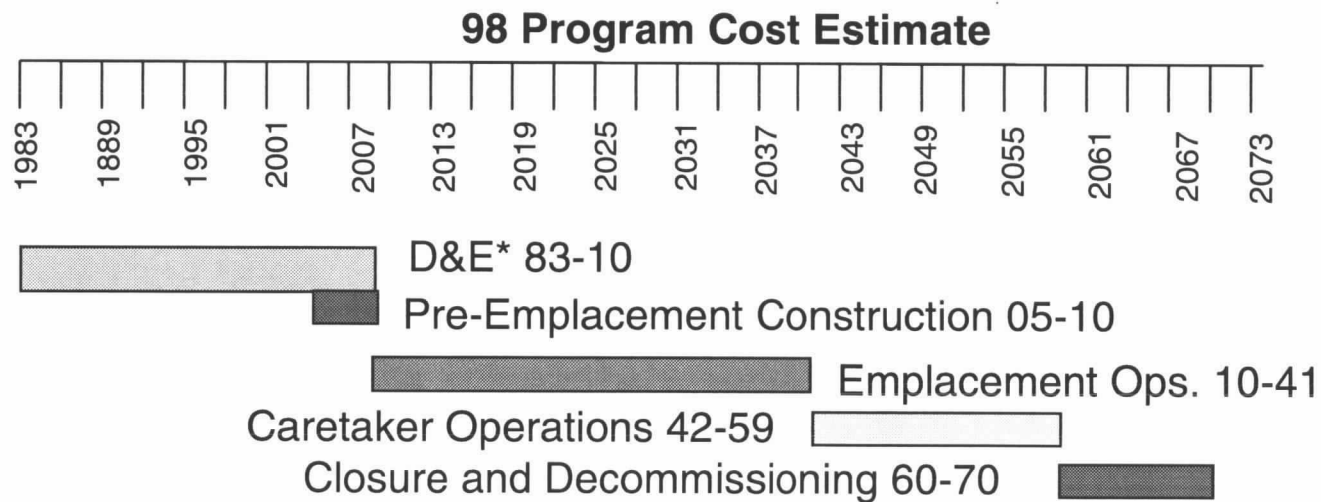 98 Program Cost Estimate
1983 1889 1995 2001 2007 2013 2019 2025 2031 2037 2043 2049 2055 2061 2067 2073
D&E* 83-10
Pre-Emplacement Construction 05-10
Emplacement Ops. 10-41
Caretaker Operations 42-59
Closure and Decommissioning 60-70